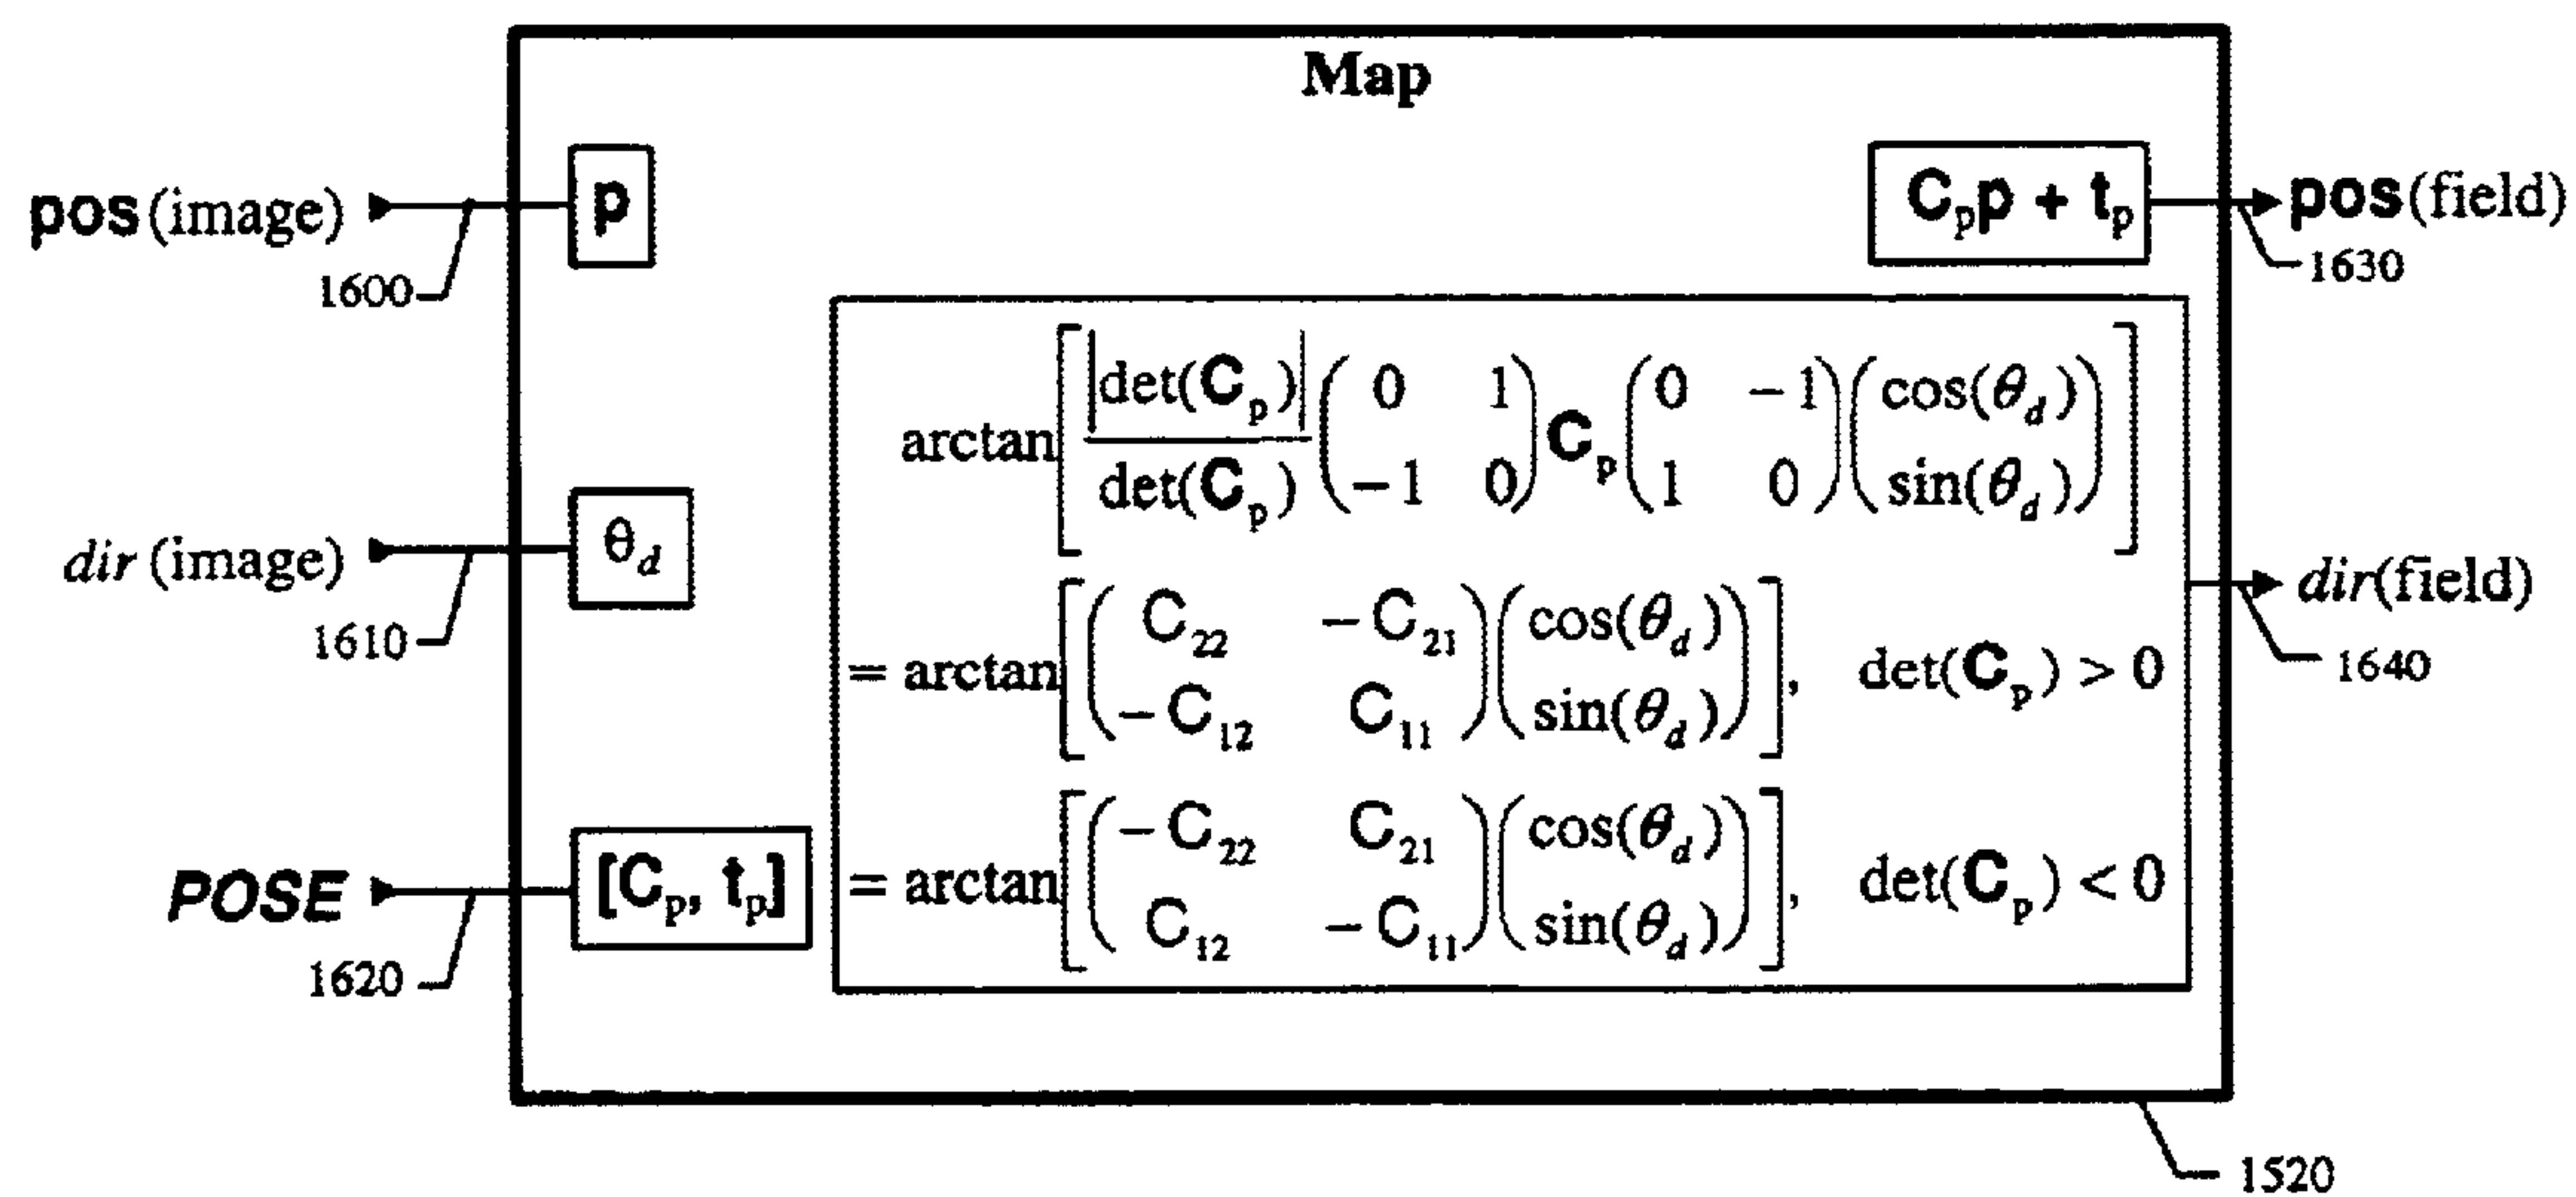 Map
pos(image)
1600
p
C_p p + t_p
pos(field)
1630
arctan[ |det(C_p)| / det(C_p) ( 0 1 ; -1 0 ) C_p ( 0 -1 ; 1 0 ) ( cos(θ_d) ; sin(θ_d) ) ]
dir (image)
1610
θ_d
= arctan[ ( C_22 -C_21 ; -C_12 C_11 ) ( cos(θ_d) ; sin(θ_d) ) ], det(C_p) > 0
dir(field)
1640
POSE
1620
[C_p, t_p]
= arctan[ ( -C_22 C_21 ; C_12 -C_11 ) ( cos(θ_d) ; sin(θ_d) ) ], det(C_p) < 0
1520